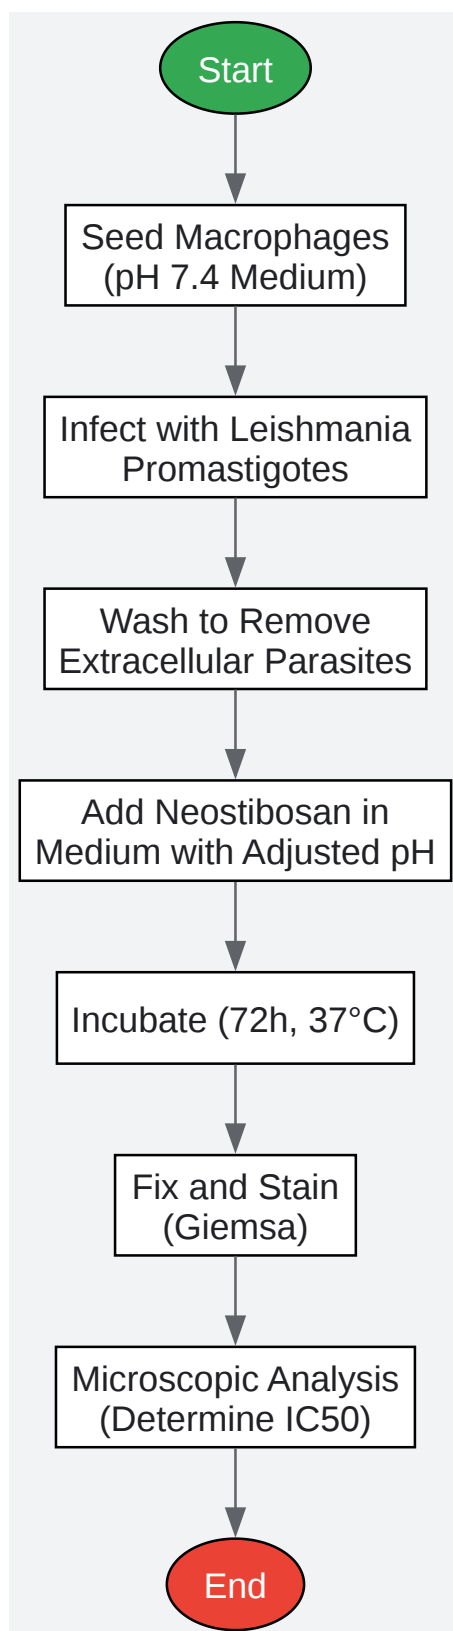 Start
Seed Macrophages
(pH 7.4 Medium)
Infect with Leishmania
Promastigotes
Wash to Remove
Extracellular Parasites
Add Neostibosan in
Medium with Adjusted pH
Incubate (72h, 37°C)
Fix and Stain
(Giemsa)
Microscopic Analysis
(Determine IC50)
End